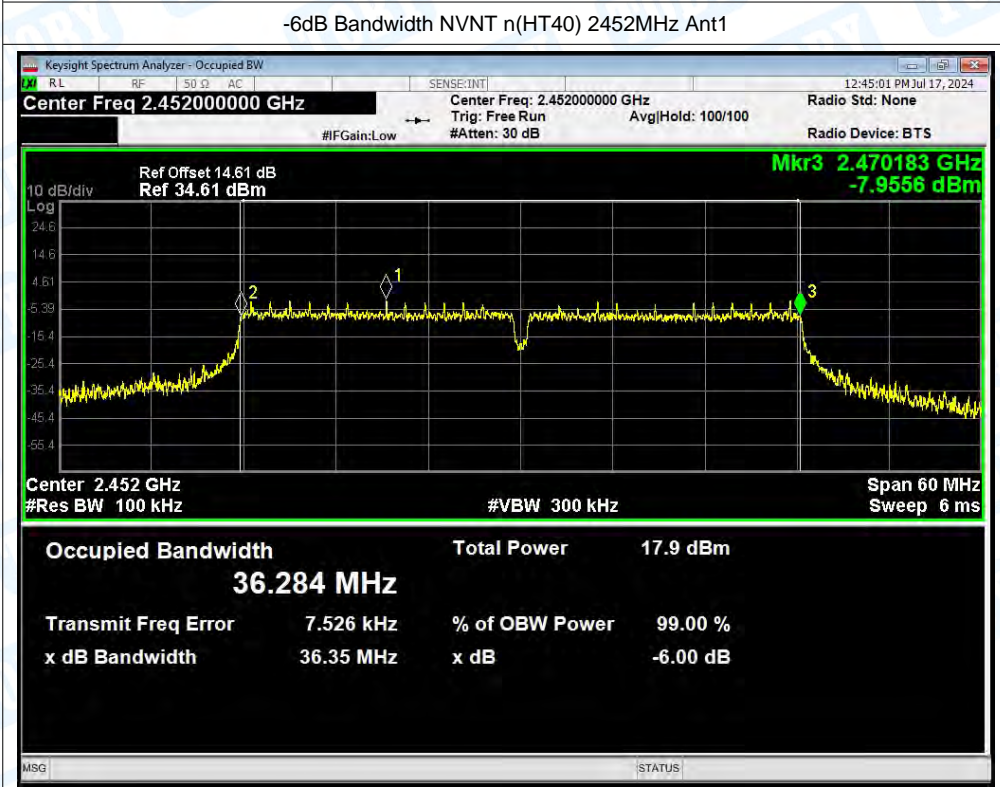 -6dB Bandwidth NVNT n(HT40) 2452MHz Ant1
Keysight Spectrum Analyzer - Occupied BW
LXI RL RF 50 Ω AC SENSE:INT 12:45:01 PM Jul 17, 2024
Center Freq 2.452000000 GHz Center Freq: 2.452000000 GHz Radio Std: None
Trig: Free Run Avg|Hold: 100/100
#IFGain:Low #Atten: 30 dB Radio Device: BTS
Mkr3 2.470183 GHz
Ref Offset 14.61 dB
10 dB/div Ref 34.61 dBm -7.9556 dBm
Log
24.6
14.6
4.61
1
2
3
-5.39
-15.4
-25.4
-35.4
-45.4
-55.4
Center 2.452 GHz Span 60 MHz
#Res BW 100 kHz #VBW 300 kHz Sweep 6 ms
Occupied Bandwidth Total Power 17.9 dBm
36.284 MHz
Transmit Freq Error 7.526 kHz % of OBW Power 99.00 %
x dB Bandwidth 36.35 MHz x dB -6.00 dB
MSG STATUS